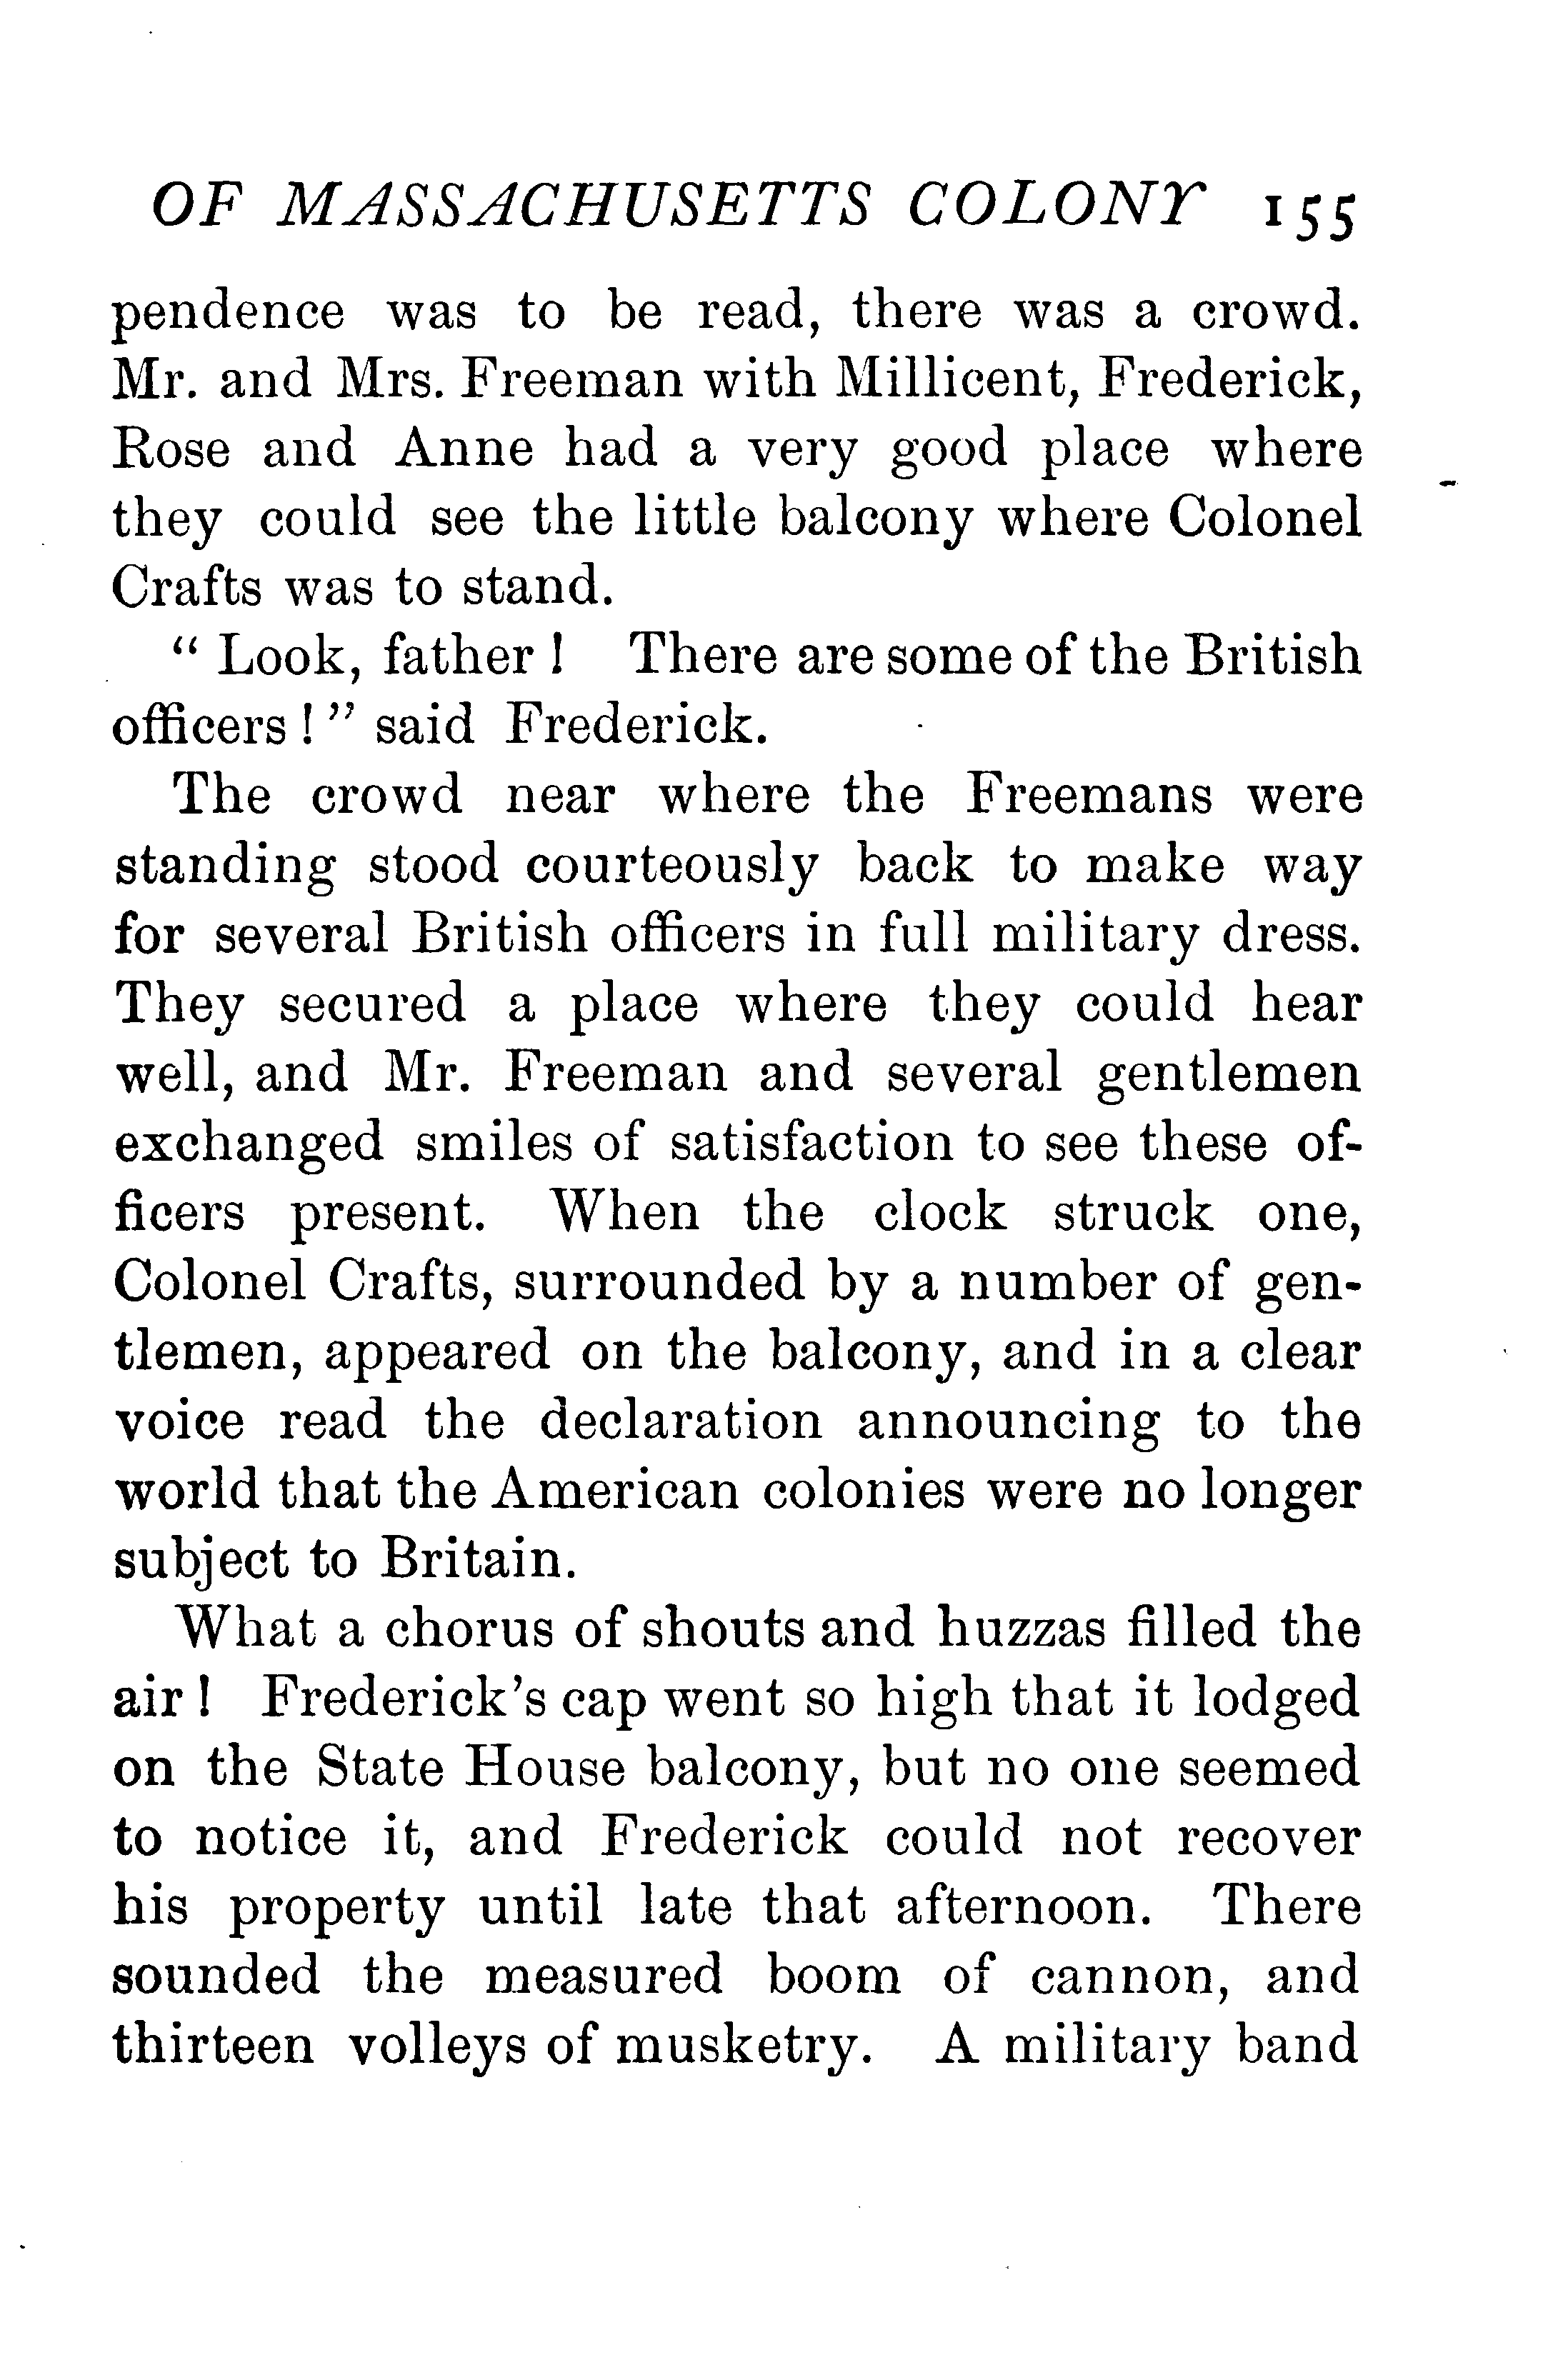 OF MASSACHUSETTS COLONY 155
pendence was to be read, there was a crowd.
Mr. and Mrs. Freeman with Millicent, Frederick,
Rose and Anne had a very good place where
they could see the little balcony where Colonel
Crafts was to stand.
“ Look, father ! There are some of the British
officers ! ” said Frederick.
The crowd near where the Freemans were
standing stood courteously back to make way
for several British officers in full military dress.
They secured a place where they could hear
well, and Mr. Freeman and several gentlemen
exchanged smiles of satisfaction to see these of-
ficers present. When the clock struck one,
Colonel Crafts, surrounded by a number of gen-
tlemen, appeared on the balcony, and in a clear
voice read the declaration announcing to the
world that the American colonies were no longer
subject to Britain.
What a chorus of shouts and huzzas filled the
air ! Frederick’s cap went so high that it lodged
on the State House balcony, but no one seemed
to notice it, and Frederick could not recover
his property until late that afternoon. There
sounded the measured boom of cannon, and
thirteen volleys of musketry. A military band